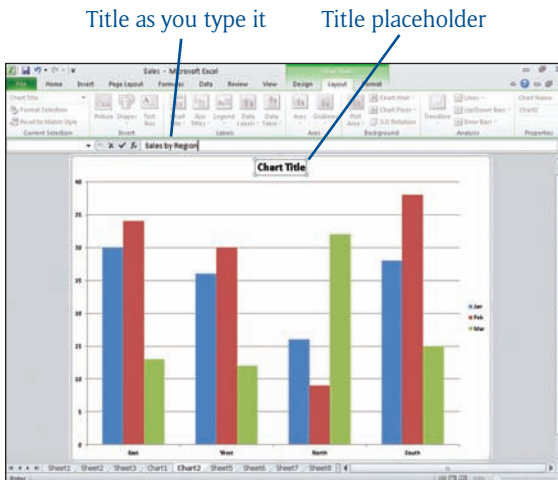 Title as you type it Title placeholder
Sales - Microsoft Excel
File Home Insert Page Layout Formulas Data Review View Design Layout Format
Chart Title
Format Selection
Reset to Match Style
Current Selection
Picture Shapes Text Box
Insert
Chart Title Axis Titles Legend Data Labels Data Table
Labels
Axes Gridlines
Axes
Plot Area Chart Wall Chart Floor 3-D Rotation
Background
Trendline Lines Up/Down Bars Error Bars
Analysis
Chart Name:
Chart2
Properties
Sales by Region
Chart Title
40
35
30
25
20
15
10
5
0
East West North South
Jan
Feb
Mar
Sheet1 Sheet2 Sheet3 Chart1 Chart2 Sheet5 Sheet6 Sheet7 Sheet8
Enter